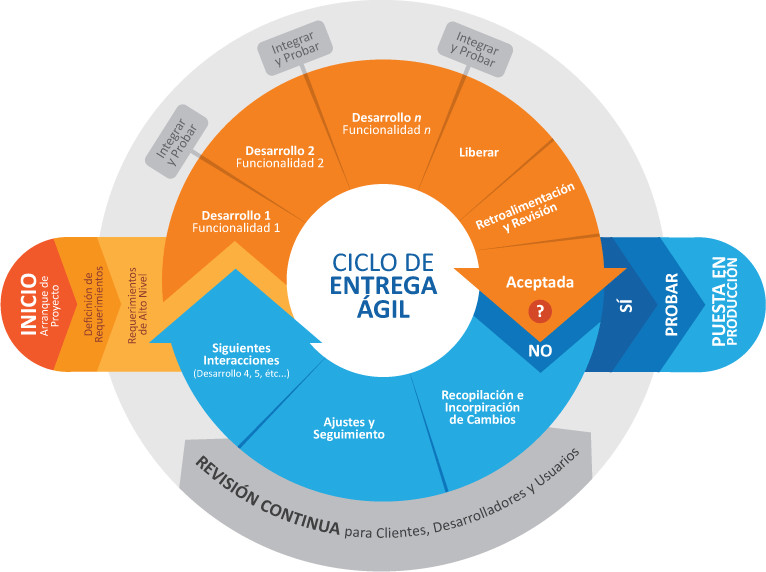 CICLO DE
ENTREGA
ÁGIL
INICIO
Arranque de
Proyecto
Definición de
Requerimientos
Requerimientos
de Alto Nivel
Desarrollo 1
Funcionalidad 1
Integrar
y Probar
Desarrollo 2
Funcionalidad 2
Integrar
y Probar
Desarrollo n
Funcionalidad n
Integrar
y Probar
Liberar
Retroalimentación
y Revisión
Aceptada
?
SÍ
PROBAR
PUESTA EN
PRODUCCIÓN
NO
Recopilación e
Incorpiración
de Cambios
Ajustes y
Seguimiento
Siguientes
Interacciones
(Desarrollo 4, 5, étc...)
REVISIÓN CONTINUA para Clientes, Desarrolladores y Usuarios